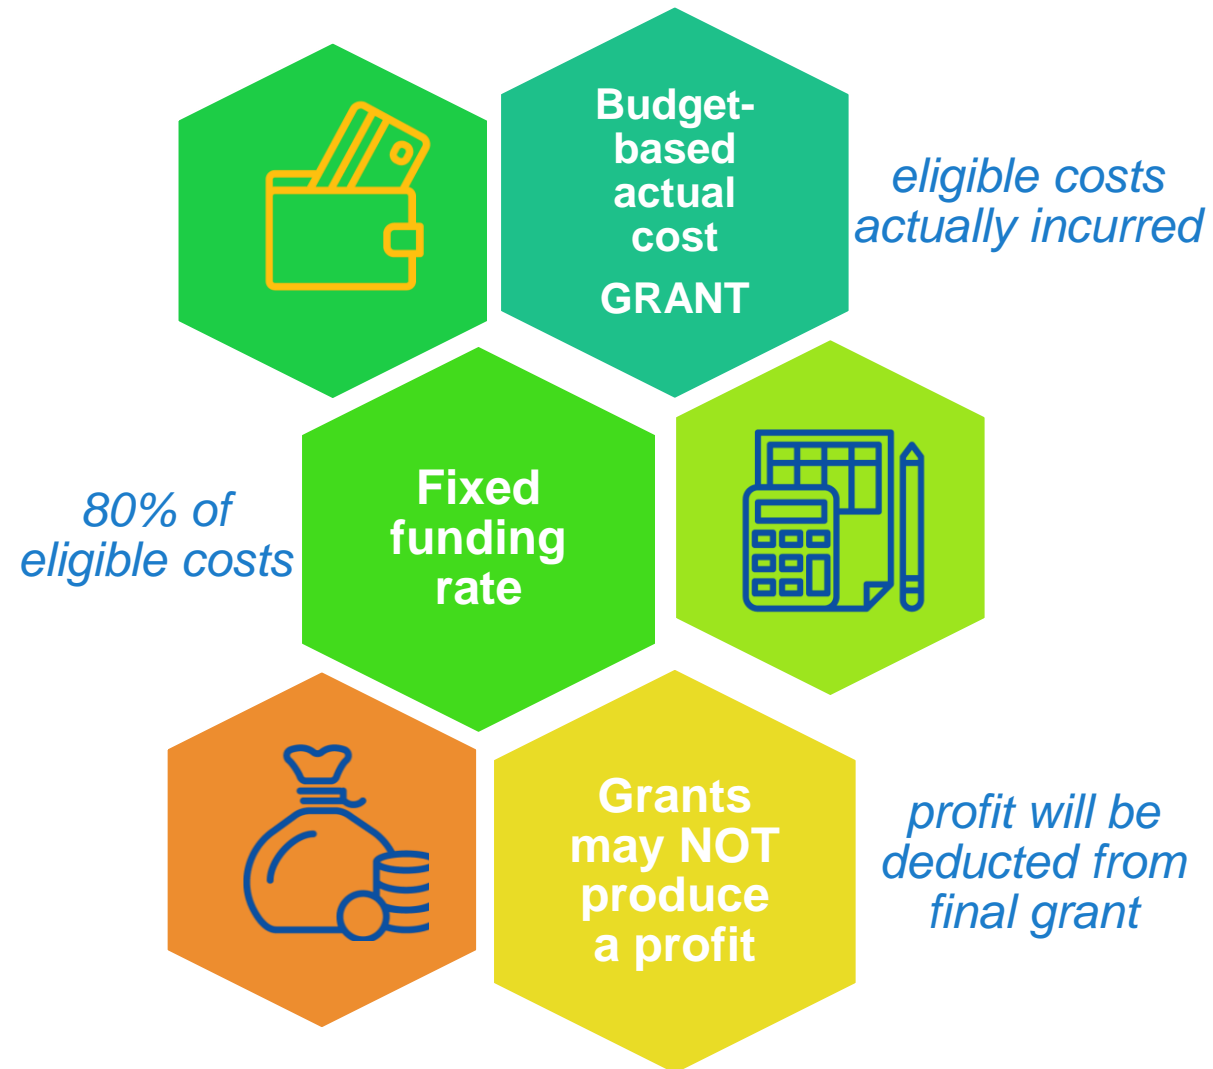 Budget-
based
actual
cost
GRANT
eligible costs
actually incurred
80% of
eligible costs
Fixed
funding
rate
Grants
may NOT
produce
a profit
profit will be
deducted from
final grant